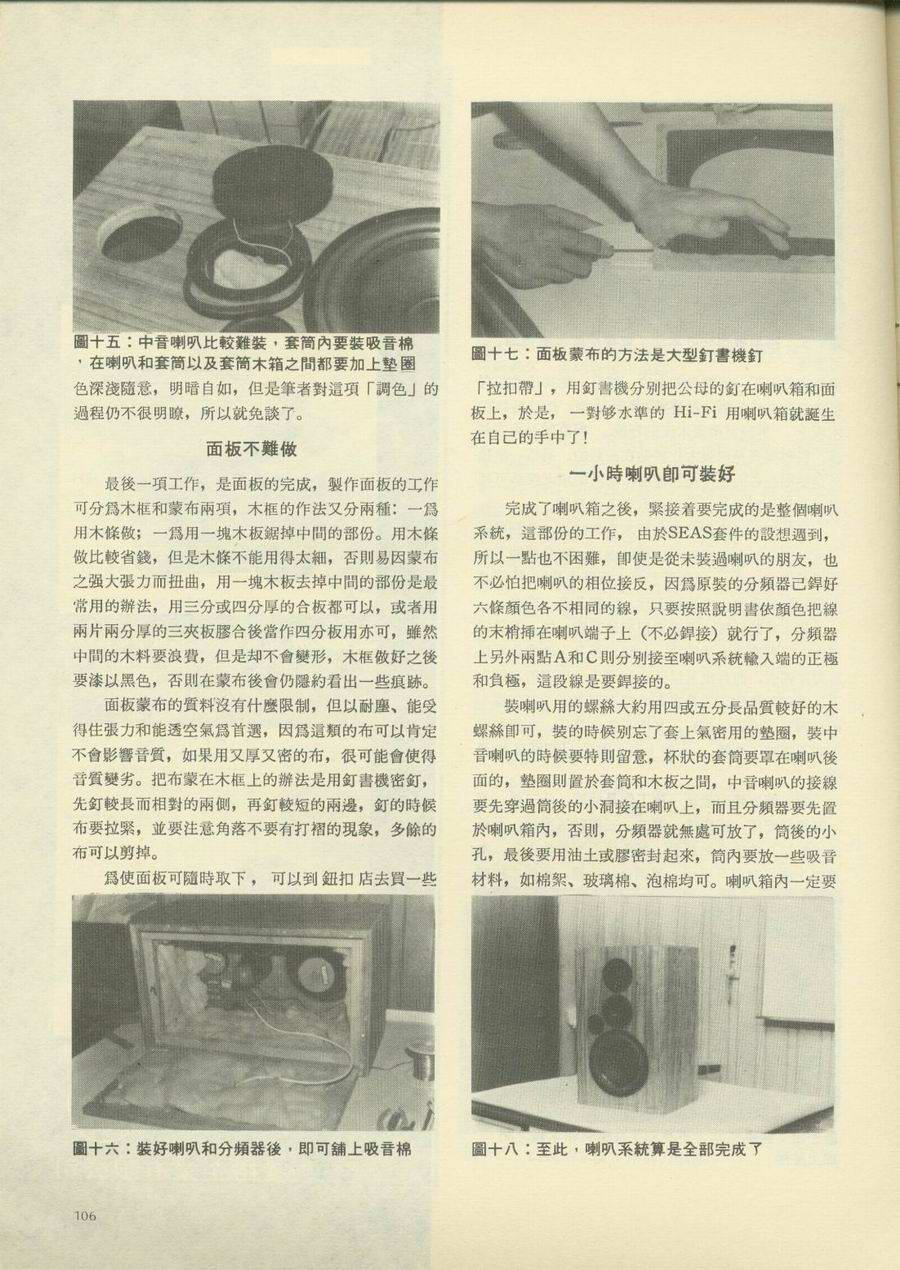 圖十五：中音喇叭比較難裝，套筒內要裝吸音棉
，在喇叭和套筒以及套筒木箱之間都要加上墊圈
色深淺隨意，明暗自如，但是筆者對這項「調色」的
過程仍不很明瞭，所以就免談了。
面板不難做
最後一項工作，是面板的完成，製作面板的工作
可分爲木框和蒙布兩項，木框的作法又分兩種：一爲
用木條做；一爲用一塊木板鋸掉中間的部份。用木條
做比較省錢，但是木條不能用得太細，否則易因蒙布
之强大張力而扭曲，用一塊木板去掉中間的部份是最
常用的辦法，用三分或四分厚的合板都可以，或者用
兩片兩分厚的三夾板膠合後當作四分板用亦可，雖然
中間的木料要浪費，但是却不會變形，木框做好之後
要漆以黑色，否則在蒙布後會仍隱約看出一些痕跡。
面板蒙布的質料沒有什麼限制，但以耐塵、能受
得住張力和能透空氣爲首選，因爲這類的布可以肯定
不會影響音質，如果用又厚又密的布，很可能會使得
音質變劣。把布蒙在木框上的辦法是用釘書機密釘，
先釘較長而相對的兩側，再釘較短的兩邊，釘的時候
布要拉緊，並要注意角落不要有打褶的現象，多餘的
布可以剪掉。
爲使面板可隨時取下，可以到鈕扣店去買一些
圖十六：裝好喇叭和分頻器後，即可舖上吸音棉
圖十七：面板蒙布的方法是大型釘書機釘
「拉扣帶」，用釘書機分別把公母的釘在喇叭箱和面
板上，於是，一對够水準的 Hi-Fi 用喇叭箱就誕生
在自己的手中了！
一小時喇叭卽可裝好
完成了喇叭箱之後，緊接着要完成的是整個喇叭
系統，這部份的工作，由於SEAS套件的設想週到，
所以一點也不困難，卽使是從未裝過喇叭的朋友，也
不必怕把喇叭的相位接反，因爲原裝的分頻器已銲好
六條顏色各不相同的線，只要按照說明書依顏色把線
的末梢揷在喇叭端子上（不必銲接）就行了，分頻器
上另外兩點A和C則分別接至喇叭系統輸入端的正極
和負極，這段線是要銲接的。
裝喇叭用的螺絲大約用四或五分長品質較好的木
螺絲卽可，裝的時候別忘了套上氣密用的墊圈，裝中
音喇叭的時候要特則留意，杯狀的套筒要罩在喇叭後
面的，墊圈則置於套筒和木板之間，中音喇叭的接線
要先穿過筒後的小洞接在喇叭上，而且分頻器要先置
於喇叭箱內，否則，分頻器就無處可放了，筒後的小
孔，最後要用油土或膠密封起來，筒內要放一些吸音
材料，如棉絮、玻璃棉、泡棉均可。喇叭箱內一定要
圖十八：至此，喇叭系統算是全部完成了
106